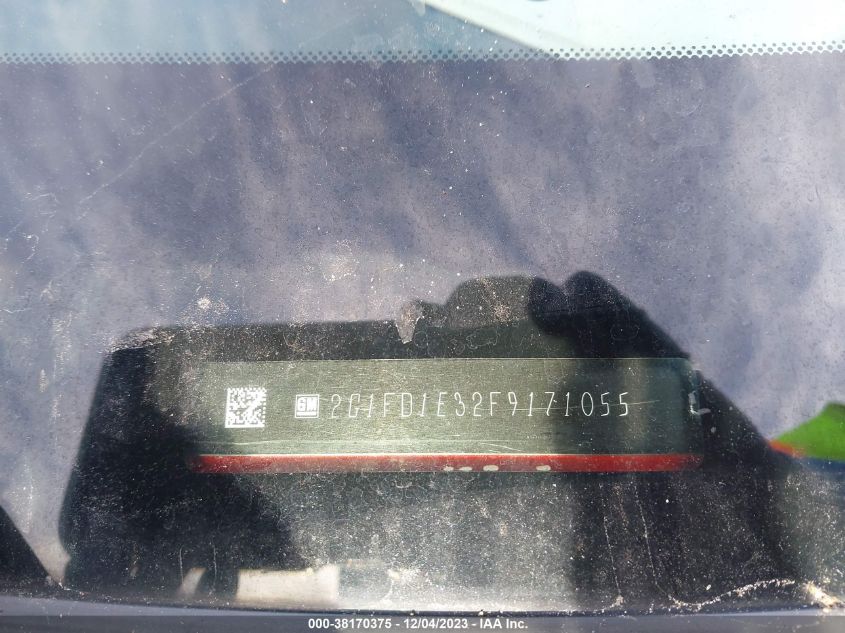 GM 2G1FD1E32F9171055
000-38170375 - 12/04/2023 - IAA, Inc.